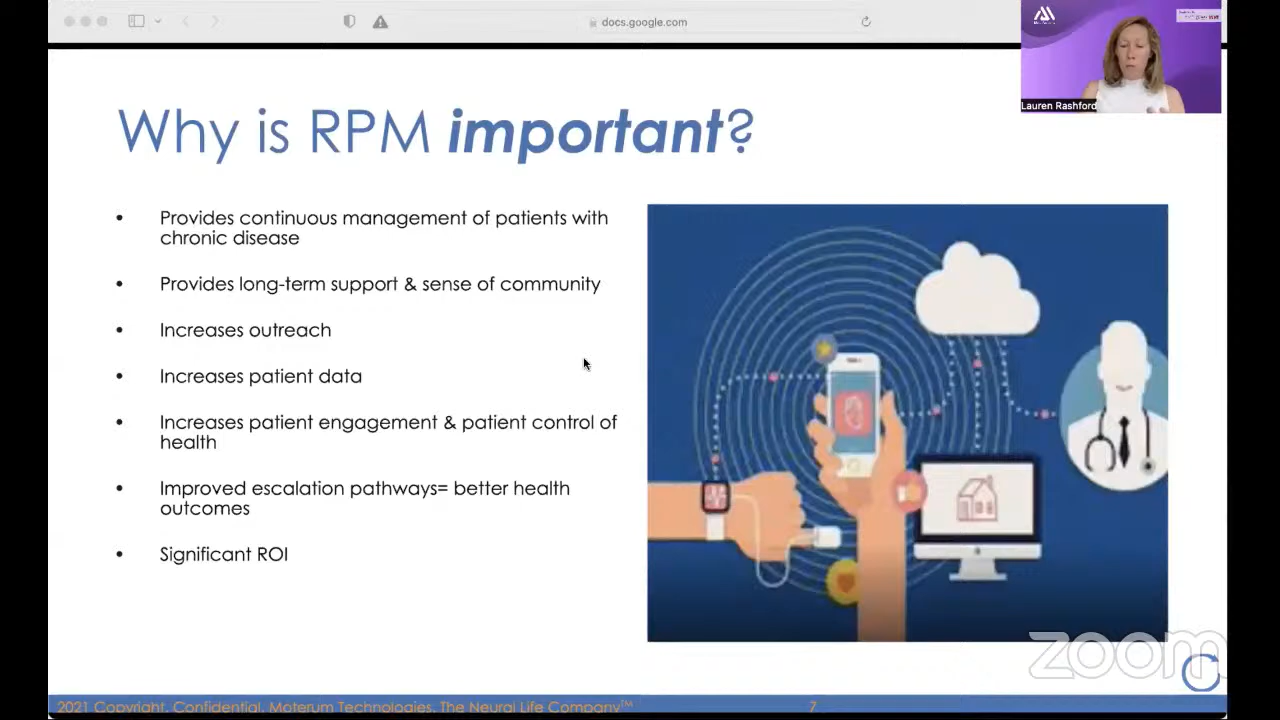 docs.google.com
Lauren Rashford
Why is RPM important?
• Provides continuous management of patients with
chronic disease
• Provides long-term support & sense of community
• Increases outreach
• Increases patient data
• Increases patient engagement & patient control of
health
• Improved escalation pathways= better health
outcomes
• Significant ROI
zoom
2021 Copyright. Confidential. Moterum Technologies. The Neural Life Company™
7